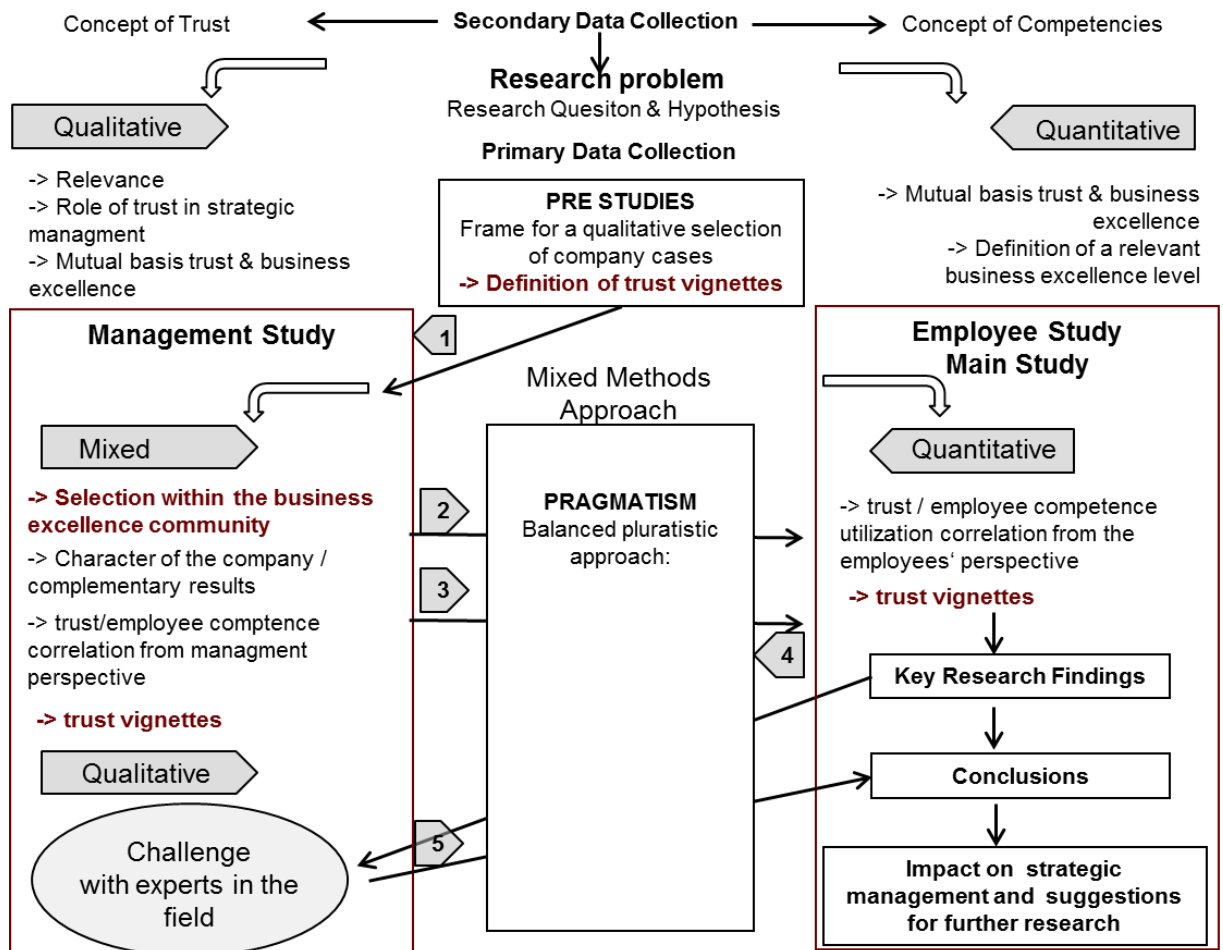 Concept of Trust
Secondary Data Collection
Concept of Competencies
Research problem
Research Quesiton & Hypothesis
Qualitative
Quantitative
Primary Data Collection
-> Relevance
-> Role of trust in strategic
managment
-> Mutual basis trust & business
excellence
PRE STUDIES
Frame for a qualitative selection
of company cases
-> Definition of trust vignettes
-> Mutual basis trust & business
excellence
-> Definition of a relevant
business excellence level
Management Study
1
Mixed
-> Selection within the business
excellence community
-> Character of the company /
complementary results
-> trust/employee comptence
correlation from managment
perspective
-> trust vignettes
Qualitative
Challenge
with experts in the
field
2
3
5
Mixed Methods
Approach
PRAGMATISM
Balanced pluratistic
approach:
4
Employee Study
Main Study
Quantitative
-> trust / employee competence
utilization correlation from the
employees‘ perspective
-> trust vignettes
Key Research Findings
Conclusions
Impact on strategic
management and suggestions
for further research